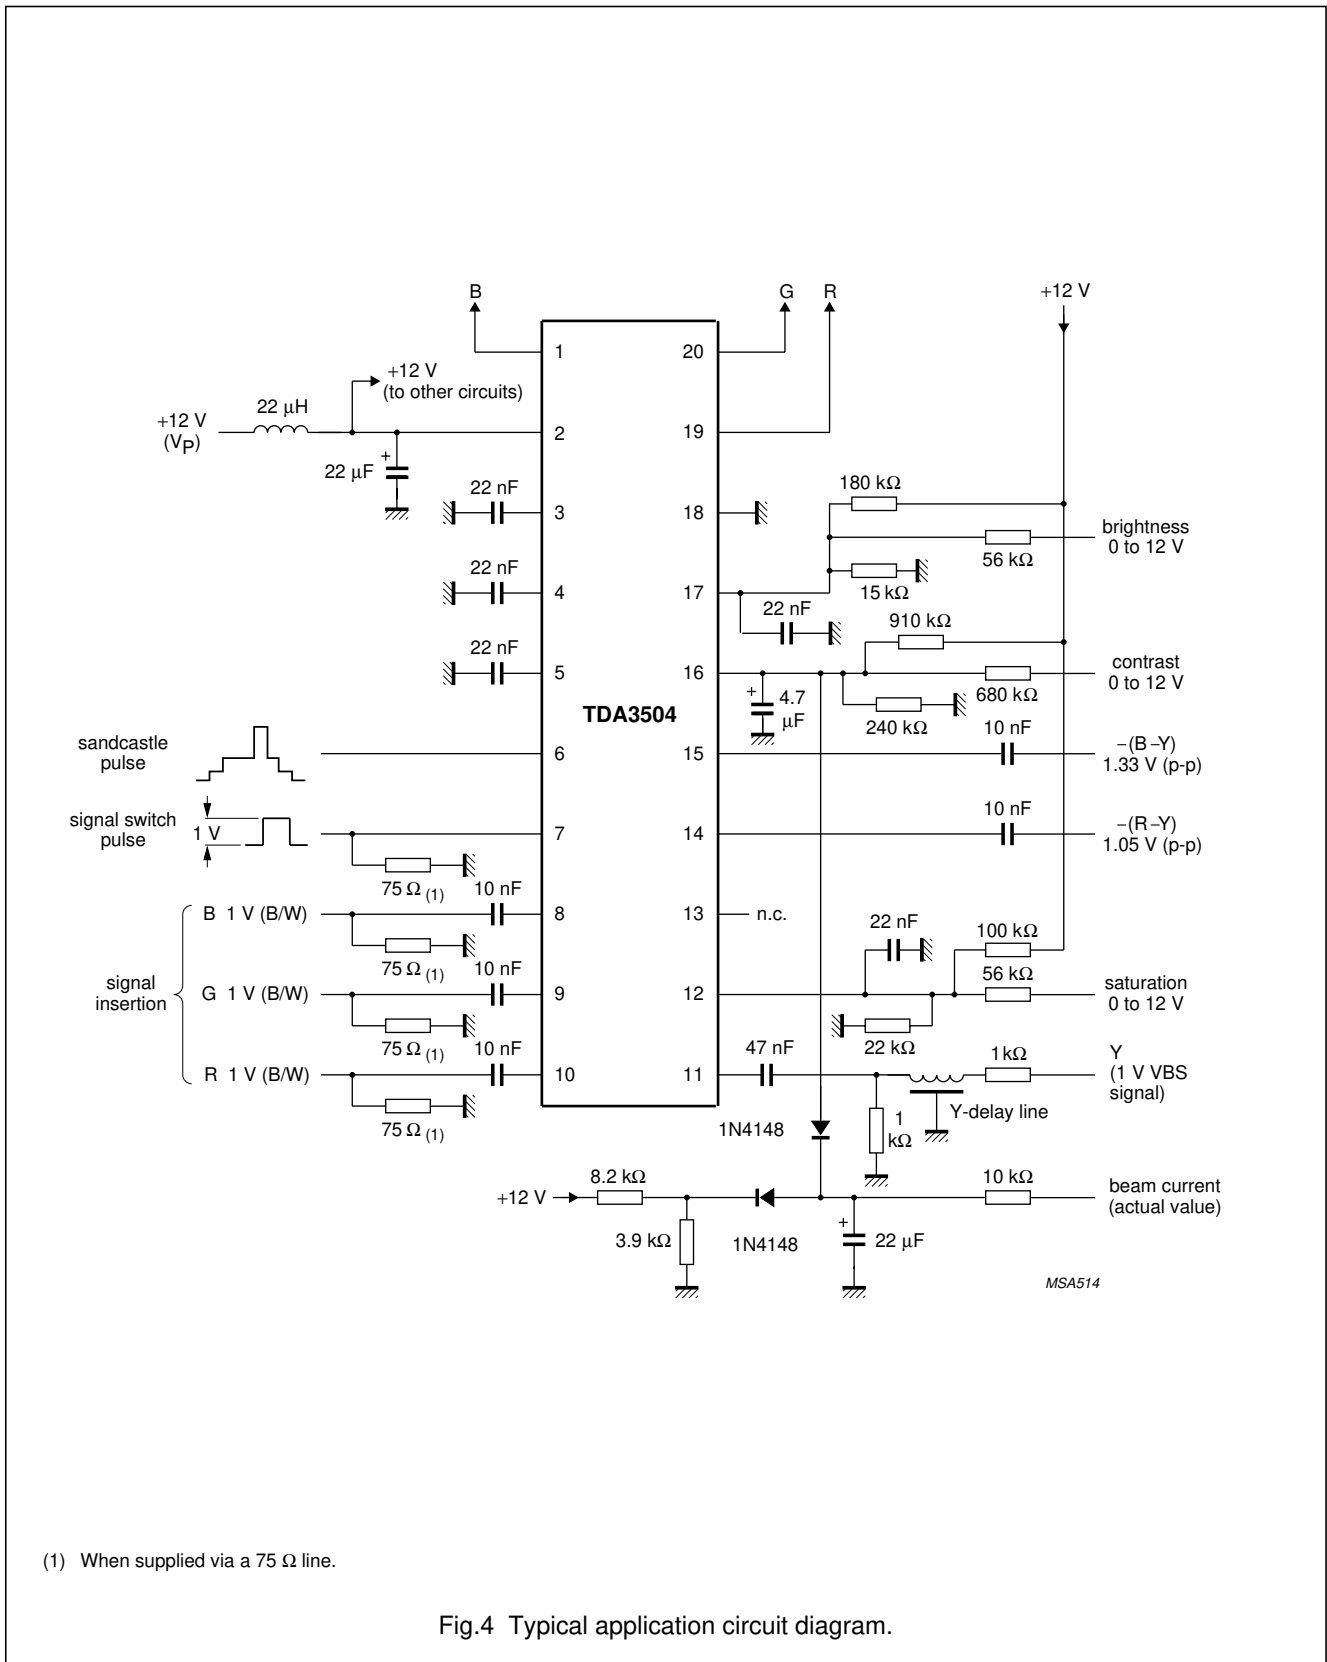 B
G
R
+12 V
1
20
+12 V
(to other circuits)
22 μH
+12 V
(VP)
2
19
+
22 μF
22 nF
3
18
180 kΩ
brightness
0 to 12 V
56 kΩ
22 nF
4
17
15 kΩ
22 nF
910 kΩ
22 nF
5
16
contrast
0 to 12 V
680 kΩ
+
4.7
μF
240 kΩ
TDA3504
10 nF
sandcastle
pulse
6
15
–(B–Y)
1.33 V (p-p)
10 nF
signal switch
pulse
1 V
7
14
–(R–Y)
1.05 V (p-p)
75 Ω (1)
10 nF
B 1 V (B/W)
8
13
n.c.
22 nF
100 kΩ
75 Ω (1)
10 nF
56 kΩ
signal
insertion
G 1 V (B/W)
9
12
saturation
0 to 12 V
22 kΩ
75 Ω (1)
10 nF
47 nF
1 kΩ
R 1 V (B/W)
10
11
Y
(1 V VBS
signal)
Y-delay line
75 Ω (1)
1N4148
1
kΩ
8.2 kΩ
10 kΩ
+12 V
beam current
(actual value)
3.9 kΩ
1N4148
+
22 μF
MSA514
(1) When supplied via a 75 Ω line.
Fig.4 Typical application circuit diagram.